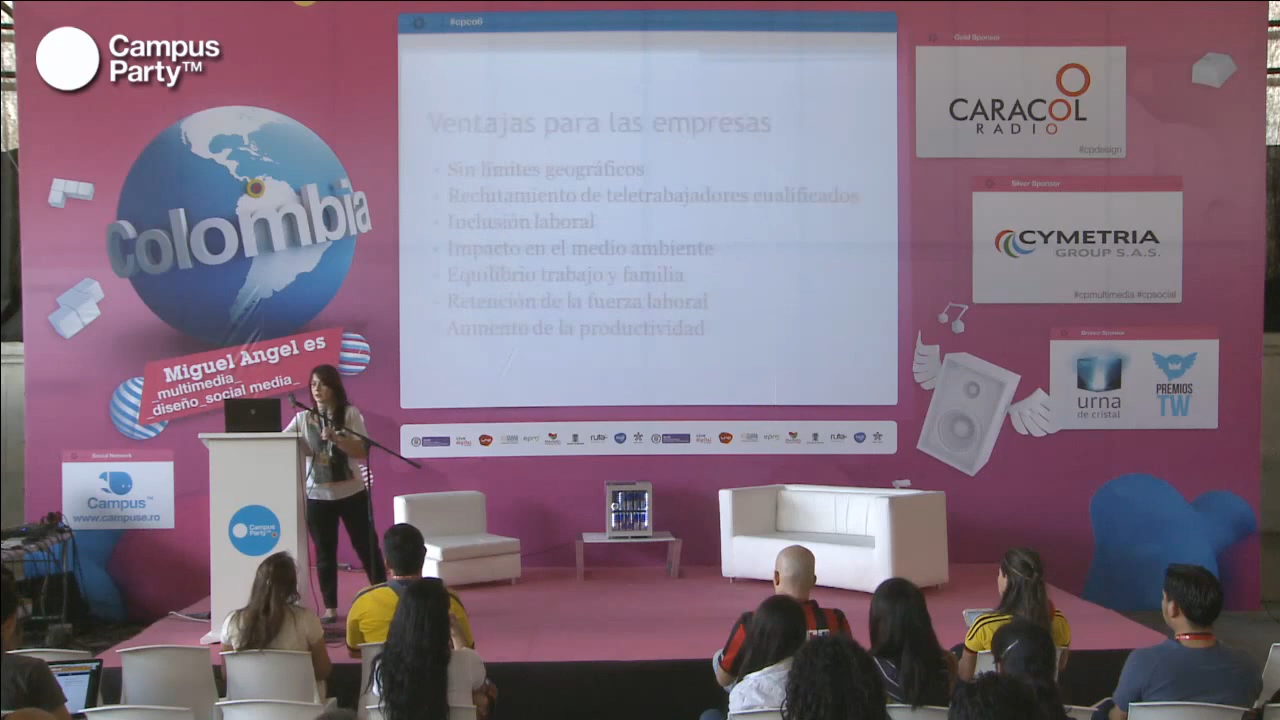 Campus
Party™
#cpco6
Ventajas para las empresas
Sin límites geográficos
Reclutamiento de teletrabajadores cualificados
Inclusión laboral
Impacto en el medio ambiente
Equilibrio trabajo y familia
Retención de la fuerza laboral
Aumento de la productividad
Colombia
Miguel Angel es
_multimedia_
_diseño_social media_
Gold Sponsor
CARACOL
RADIO
#cpdesign
Silver Sponsor
CYMETRIA
GROUP S.A.S.
#cpmultimedia #cpsocial
Bronce Sponsor
urna
de cristal
PREMIOS
TW
Social Network
Campus™
www.campuse.ro
Campus
Party™